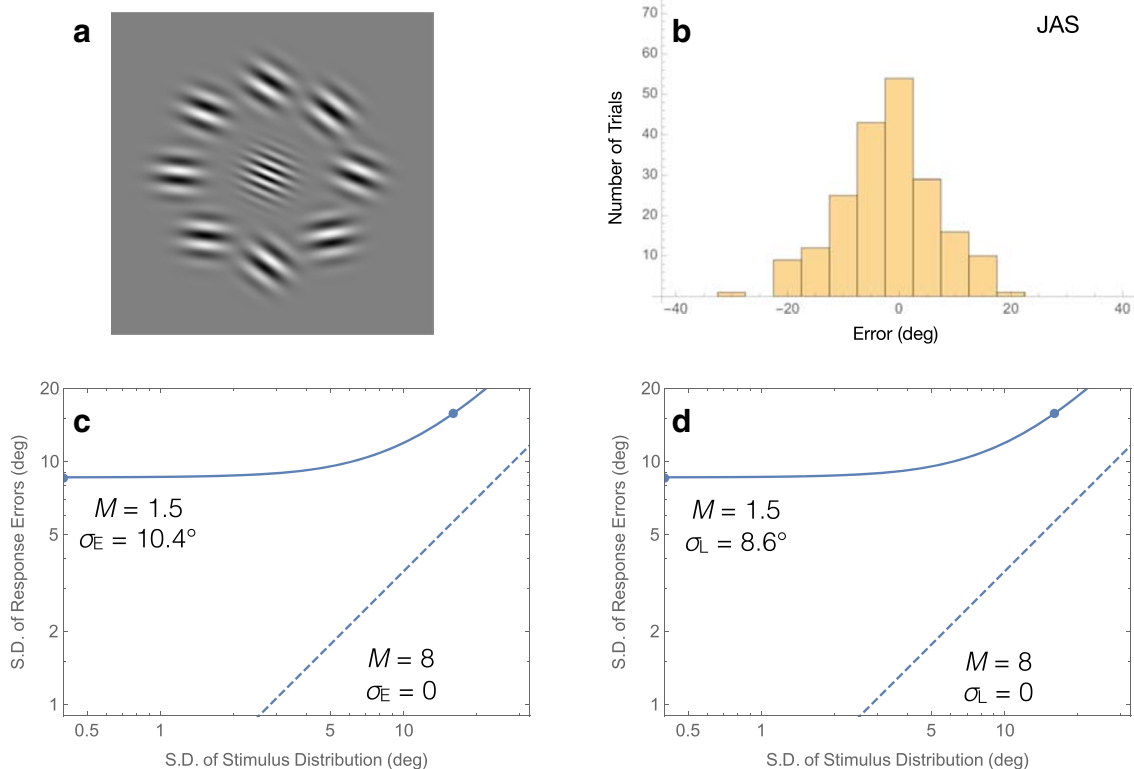 a
b
JAS
Number of Trials
70
60
50
40
30
20
10
−40
−20
0
20
40
Error (deg)
c
S.D. of Response Errors (deg)
20
10
5
2
1
M = 1.5
σE = 10.4°
M = 8
σE = 0
0.5
1
5
10
S.D. of Stimulus Distribution (deg)
d
S.D. of Response Errors (deg)
20
10
5
2
1
M = 1.5
σL = 8.6°
M = 8
σL = 0
0.5
1
5
10
S.D. of Stimulus Distribution (deg)